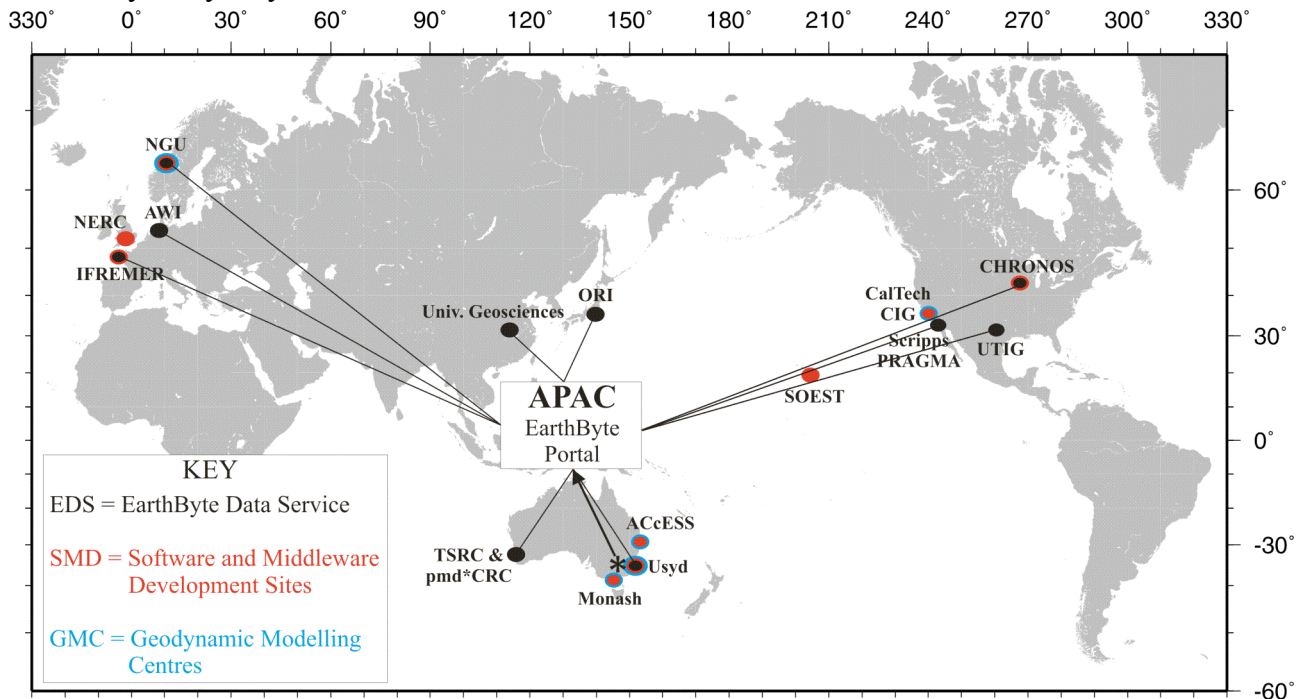 330° 0° 30° 60° 90° 120° 150° 180° 210° 240° 270° 300° 330°
NGU
60°
AWI
NERC
IFREMER
CHRONOS
ORI
CalTech
CIG
Univ. Geosciences
30°
Scripps
PRAGMA
UTIG
APAC
SOEST
EarthByte
Portal
0°
KEY
EDS = EarthByte Data Service
ACcESS
SMD = Software and Middleware
Development Sites
-30°
TSRC &
pmd*CRC
*
Usyd
Monash
GMC = Geodynamic Modelling
Centres
-60°